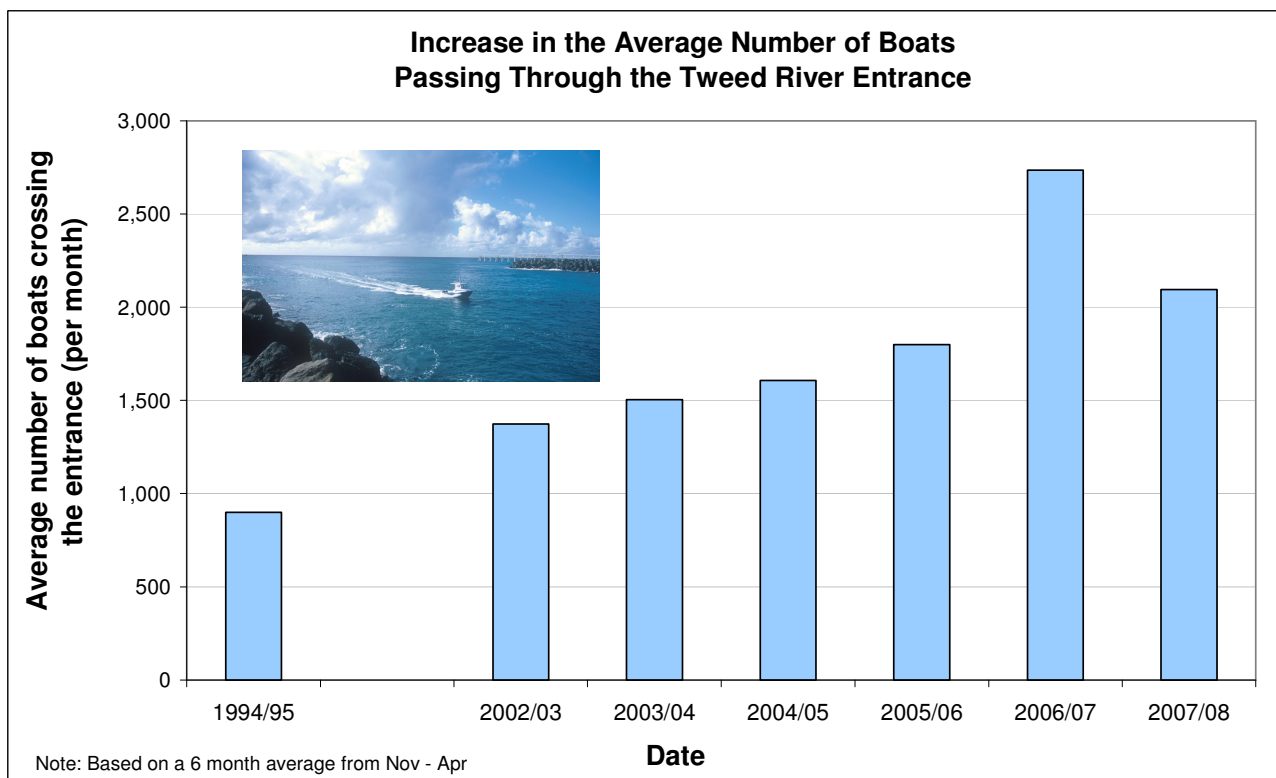 Increase in the Average Number of Boats
Passing Through the Tweed River Entrance
Average number of boats crossing
the entrance (per month)
3,000
2,500
2,000
1,500
1,000
500
0
1994/95 2002/03 2003/04 2004/05 2005/06 2006/07 2007/08
Date
Note: Based on a 6 month average from Nov - Apr